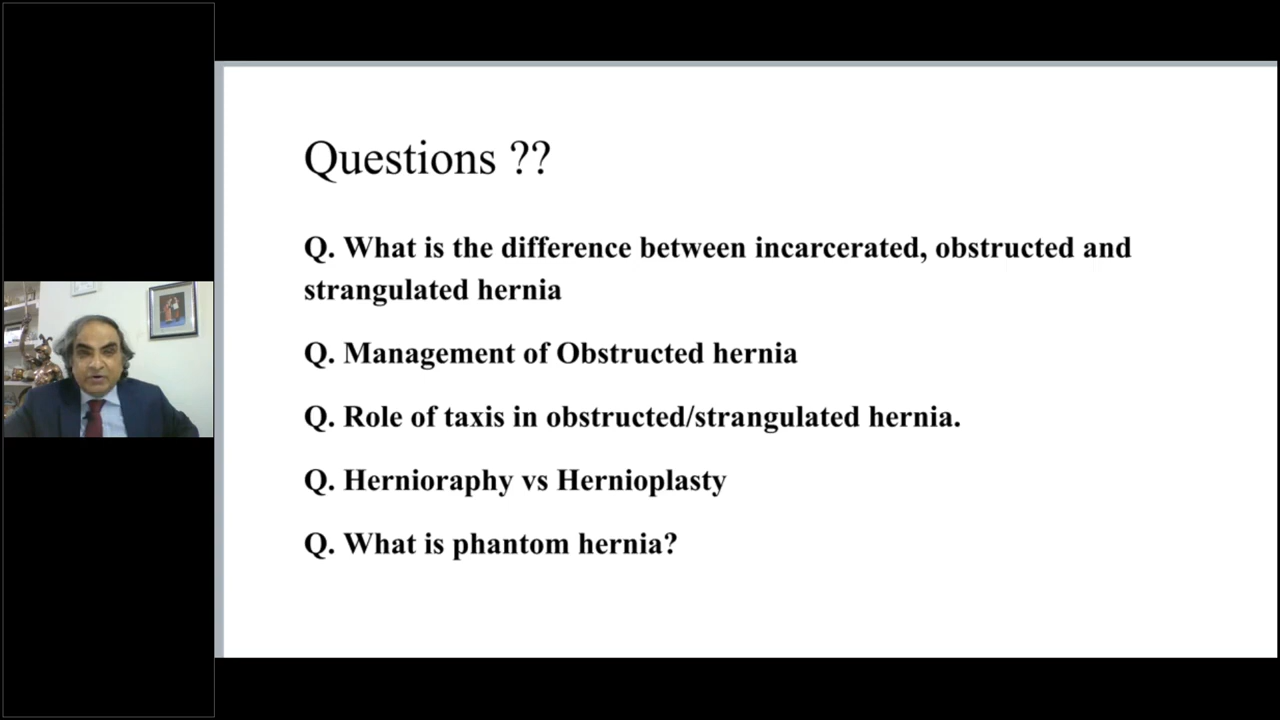 Questions ??
Q. What is the difference between incarcerated, obstructed and
strangulated hernia
Q. Management of Obstructed hernia
Q. Role of taxis in obstructed/strangulated hernia.
Q. Hernioraphy vs Hernioplasty
Q. What is phantom hernia?